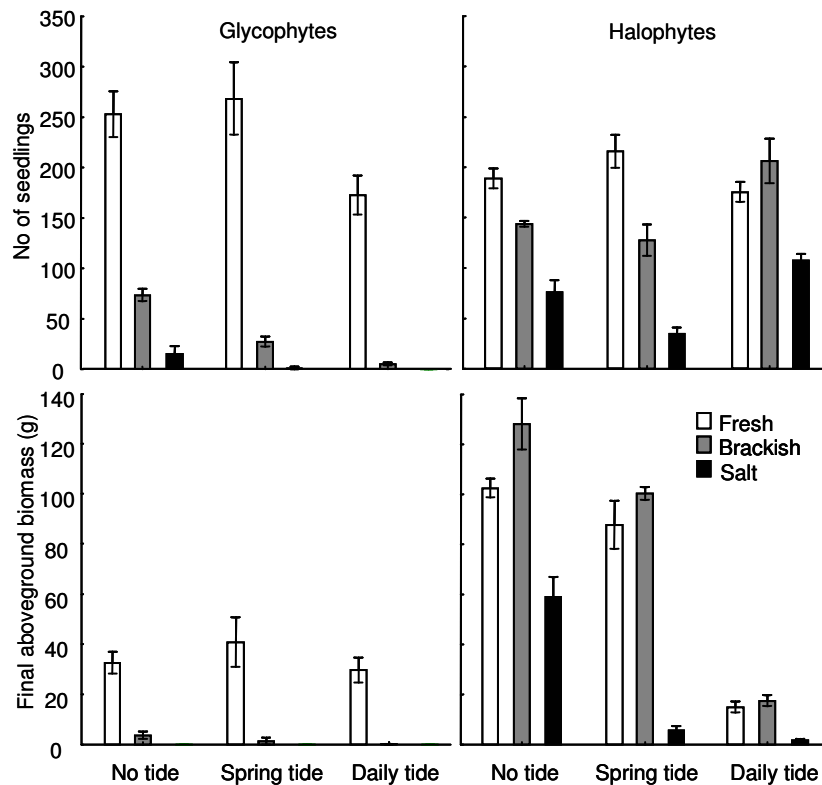 Glycophytes
Halophytes
No of seedlings
350
300
250
200
150
100
50
0
Final aboveground biomass (g)
140
120
100
80
60
40
20
0
Fresh
Brackish
Salt
No tide Spring tide Daily tide
No tide Spring tide Daily tide